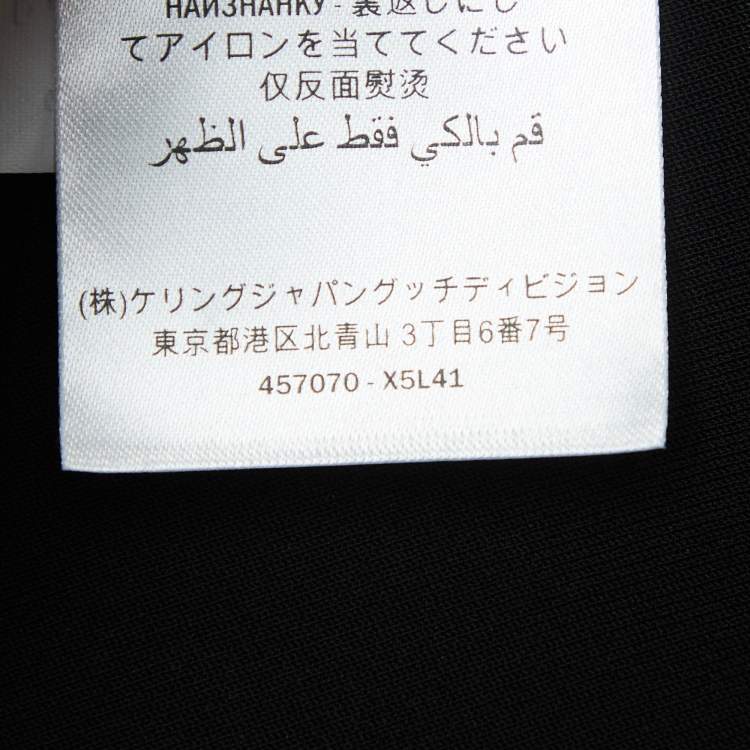 НАИЗНАНКУ - 裏返しにし
てアイロンを当ててください
仅反面熨烫
قم بالكي فقط على الظهر
(株)ケリングジャパングッチディビジョン
東京都港区北青山 3丁目6番7号
457070 - X5L41